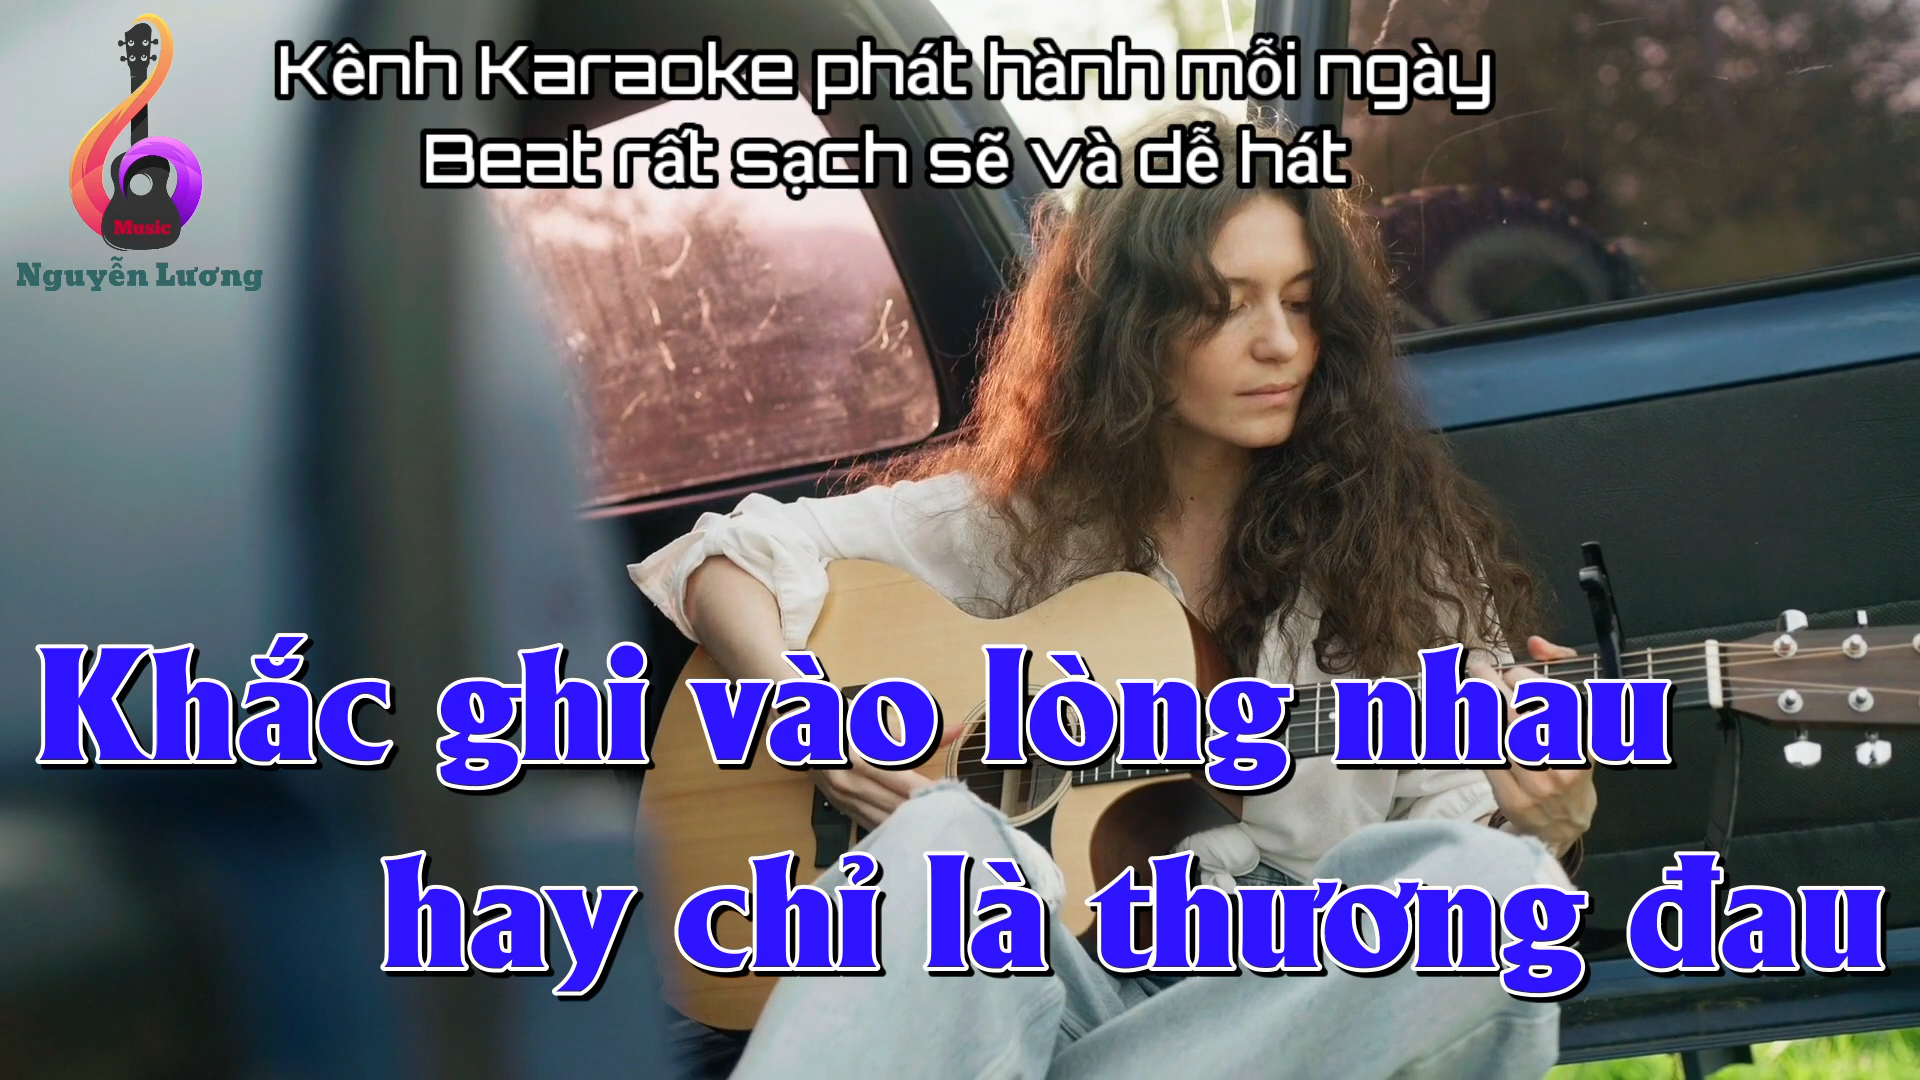 Kênh Karaoke phát hành mỗi ngày
Beat rất sạch sẽ và dễ hát
Music
Nguyễn Lương
Khắc ghi vào lòng nhau
hay chỉ là thương đau